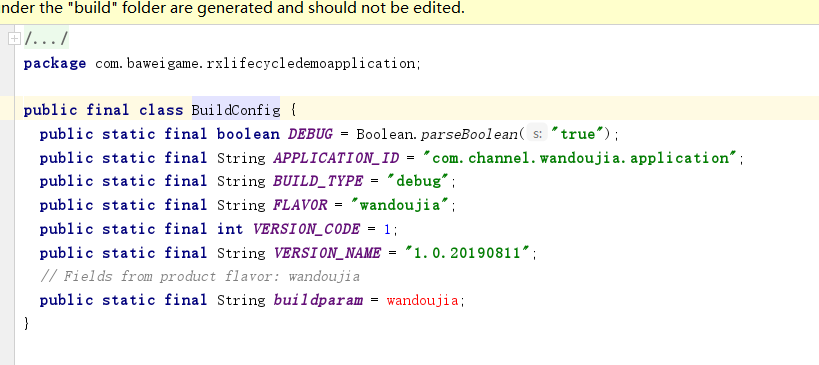 nder the "build" folder are generated and should not be edited.
/.../
package com.baweigame.rxlifecycledemoapplication;
public final class BuildConfig {
public static final boolean DEBUG = Boolean.parseBoolean( s: "true");
public static final String APPLICATION_ID = "com.channel.wandoujia.application";
public static final String BUILD_TYPE = "debug";
public static final String FLAVOR = "wandoujia";
public static final int VERSION_CODE = 1;
public static final String VERSION_NAME = "1.0.20190811";
// Fields from product flavor: wandoujia
public static final String buildparam = wandoujia;
}